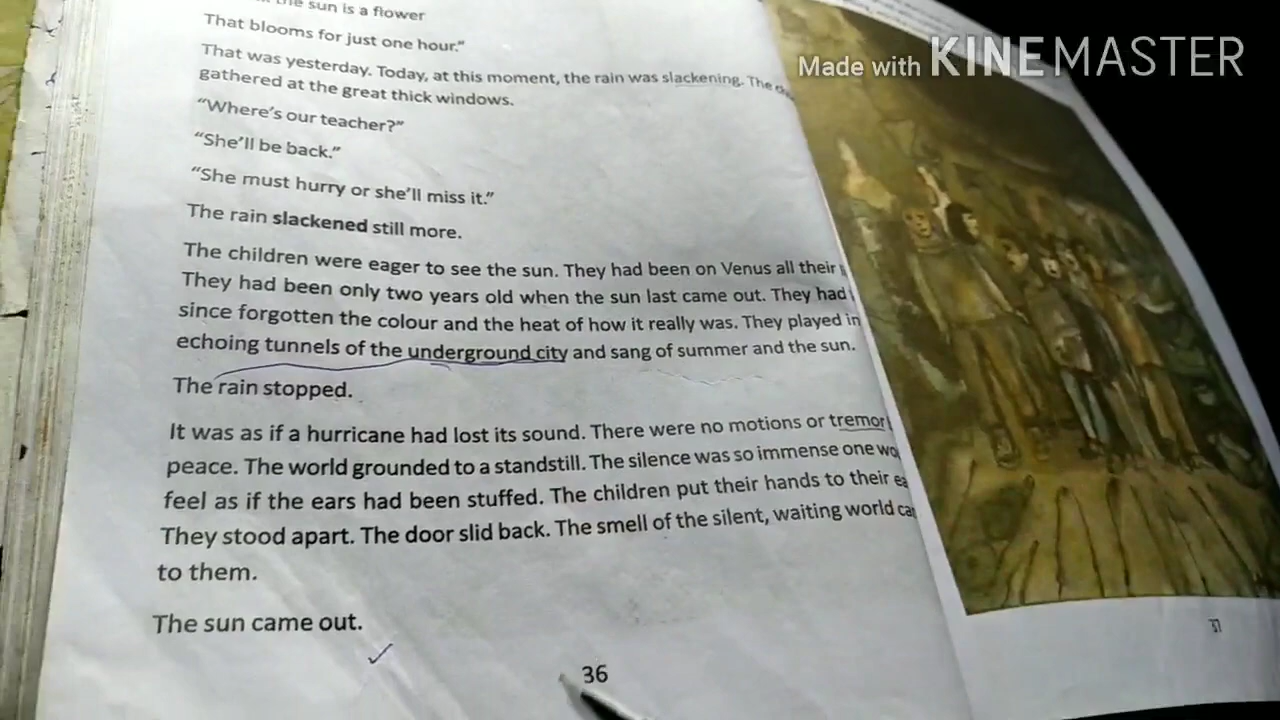 the sun is a flower
That blooms for just one hour."
That was yesterday. Today, at this moment, the rain was slackening. The
gathered at the great thick windows.
"Where's our teacher?"
"She'll be back."
"She must hurry or she'll miss it."
The rain slackened still more.
The children were eager to see the sun. They had been on Venus all their
They had been only two years old when the sun last came out. They had
since forgotten the colour and the heat of how it really was. They played in
echoing tunnels of the underground city and sang of summer and the sun.
The rain stopped.
It was as if a hurricane had lost its sound. There were no motions or tremor
peace. The world grounded to a standstill. The silence was so immense one
feel as if the ears had been stuffed. The children put their hands to their
They stood apart. The door slid back. The smell of the silent, waiting world
to them.
The sun came out.
36
Made with KINEMASTER
37